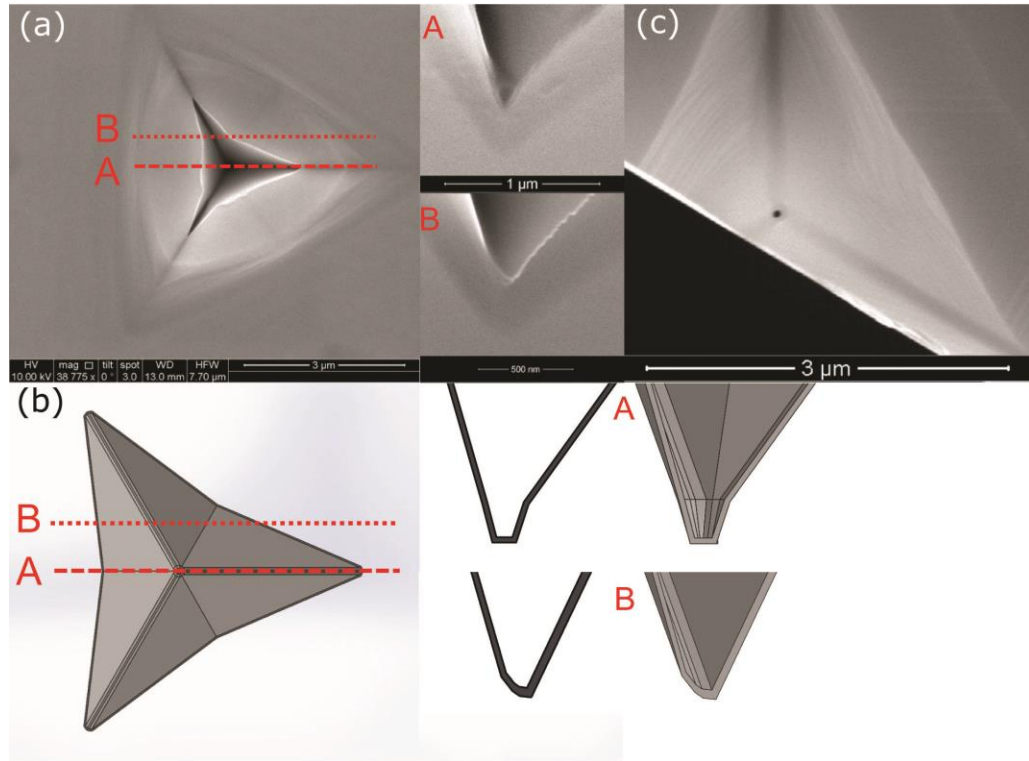 (a)
B
A
HV mag □ tilt spot WD HFW
10.00 kV 38 775 x 0 ° 3.0 13.0 mm 7.70 µm
3 µm
A
1 µm
B
500 nm
(c)
3 µm
(b)
B
A
A
B